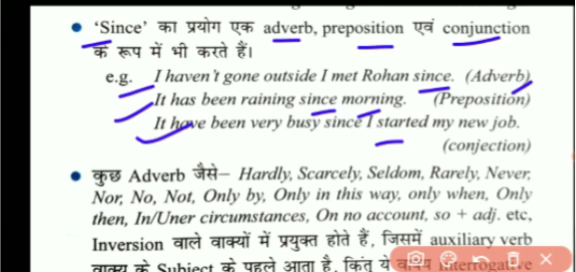 • 'Since' का प्रयोग एक adverb, preposition एवं conjunction
के रूप में भी करते हैं।
e.g. I haven't gone outside I met Rohan since. (Adverb)
It has been raining since morning. (Preposition)
It have been very busy since I started my new job.
(conjection)
• कुछ Adverb जैसे– Hardly, Scarcely, Seldom, Rarely, Never,
Nor, No, Not, Only by, Only in this way, only when, Only
then, In/Uner circumstances, On no account, so + adj. etc,
Inversion वाले वाक्यों में प्रयुक्त होते हैं, जिसमें auxiliary verb
वाक्य के Subject के पहले आता है, किंतु ये वाक्य Interrogative